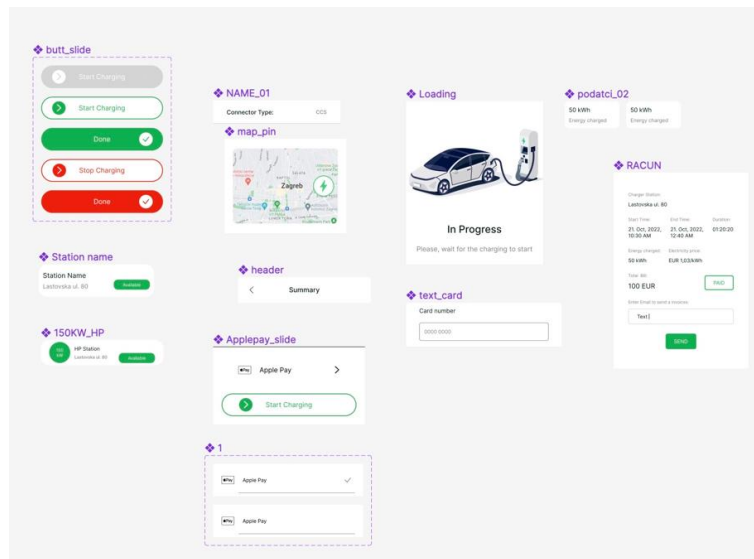 butt_slide
Start Charging
Start Charging
Done
Stop Charging
Done
Station name
Station Name
Lastovska ul. 80
Available
150KW_HP
150
kW
HP Station
Lastovska ul. 80
Available
NAME_01
Connector Type: CCS
map_pin
Zagreb
header
Summary
Applepay_slide
Pay
Apple Pay
Start Charging
1
Pay
Apple Pay
Pay
Apple Pay
Loading
In Progress
Please, wait for the charging to start
text_card
Card number
0000 0000
podatci_02
50 kWh
Energy charged
50 kWh
Energy charged
RACUN
Charger Station:
Lastovska ul. 80
Start Time: End Time: Duration:
21. Oct, 2022, 21. Oct, 2022, 01:20:20
10:30 AM 12:40 AM
Energy charged: Electricity price:
50 kWh EUR 1,03/kWh
100 EUR
PAID
Enter Email to send a invoice:
Text
SEND